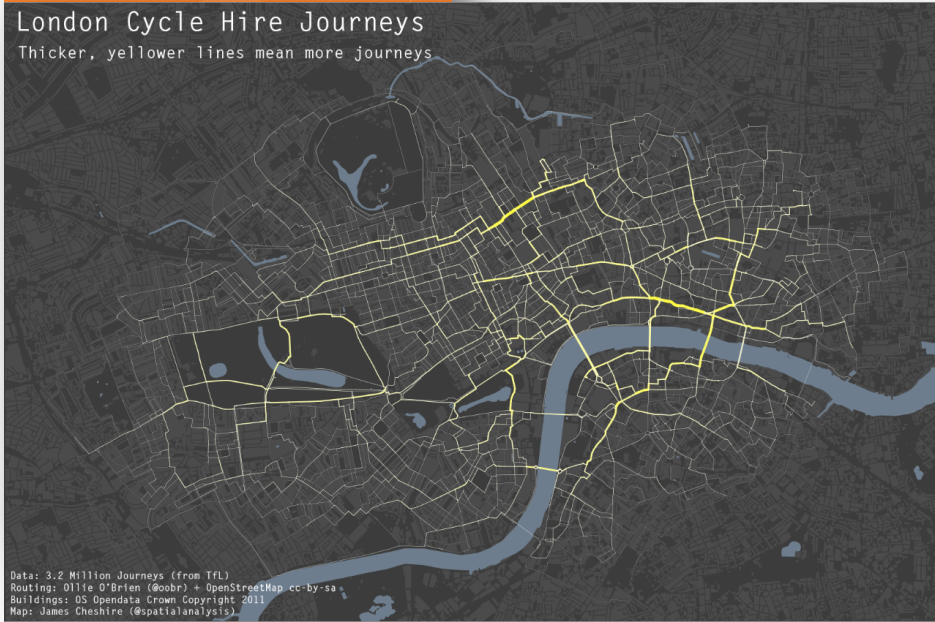 London Cycle Hire Journeys
Thicker, yellower lines mean more journeys
Data: 3.2 Million Journeys (from TfL)
Routing: Ollie O'Brien (@oobr) + OpenStreetMap cc-by-sa
Buildings: OS Opendata Crown Copyright 2011
Map: James Cheshire (@spatialanalysis)